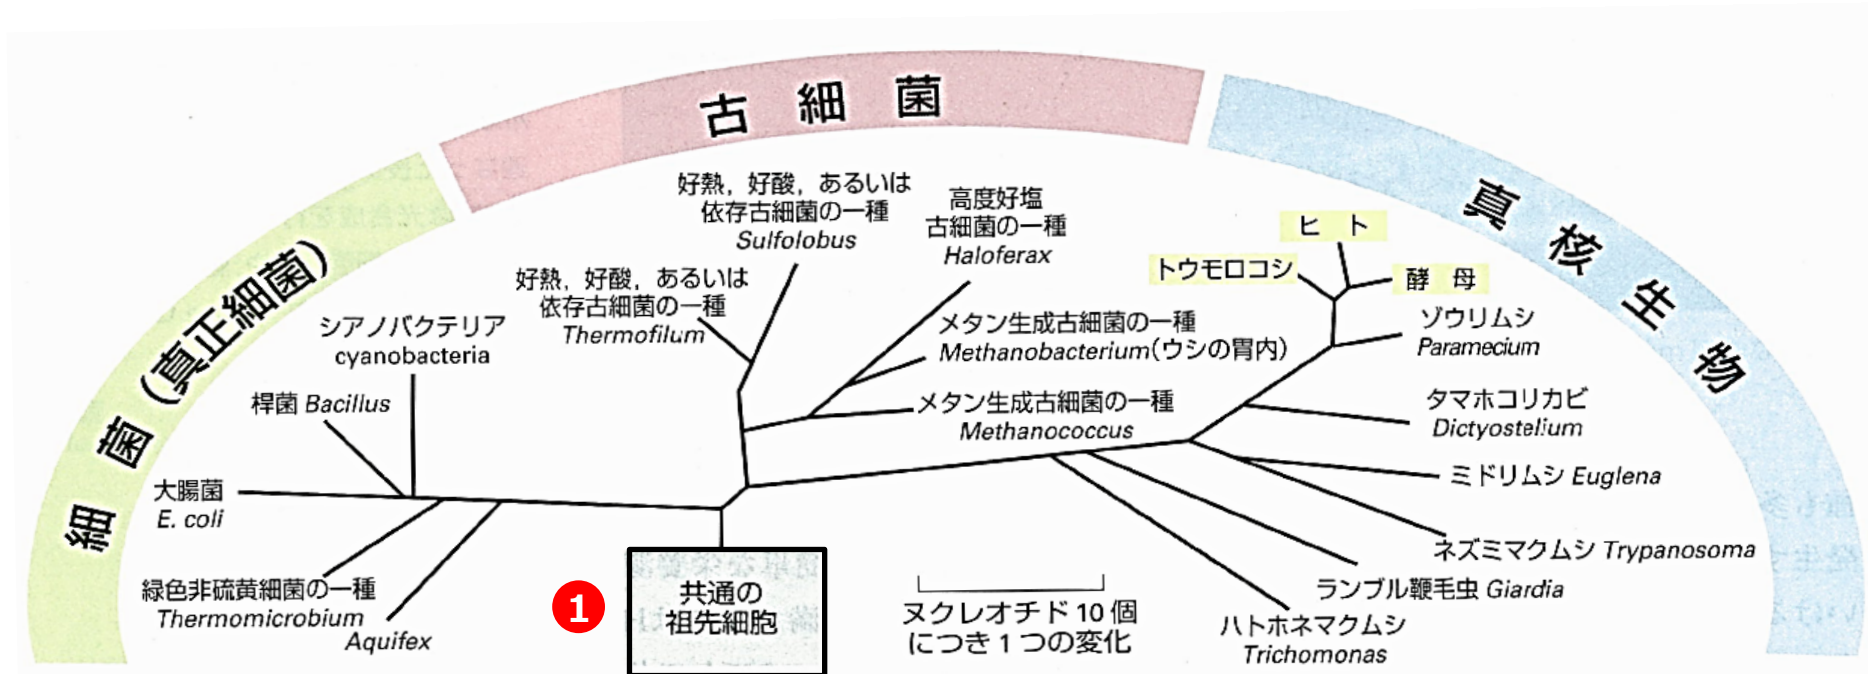 細菌(真正細菌)
古細菌
真核生物
好熱，好酸，あるいは
依存古細菌の一種
Sulfolobus
高度好塩
古細菌の一種
Haloferax
ヒト
トウモロコシ
酵母
好熱，好酸，あるいは
依存古細菌の一種
Thermofilum
シアノバクテリア
cyanobacteria
メタン生成古細菌の一種
Methanobacterium(ウシの胃内)
ゾウリムシ
Paramecium
桿菌 Bacillus
メタン生成古細菌の一種
Methanococcus
タマホコリカビ
Dictyostelium
大腸菌
E. coli
ミドリムシ Euglena
ネズミマクムシ Trypanosoma
緑色非硫黄細菌の一種
Thermomicrobium
Aquifex
1
共通の
祖先細胞
ヌクレオチド10個
につき1つの変化
ランブル鞭毛虫 Giardia
ハトホネマクムシ
Trichomonas